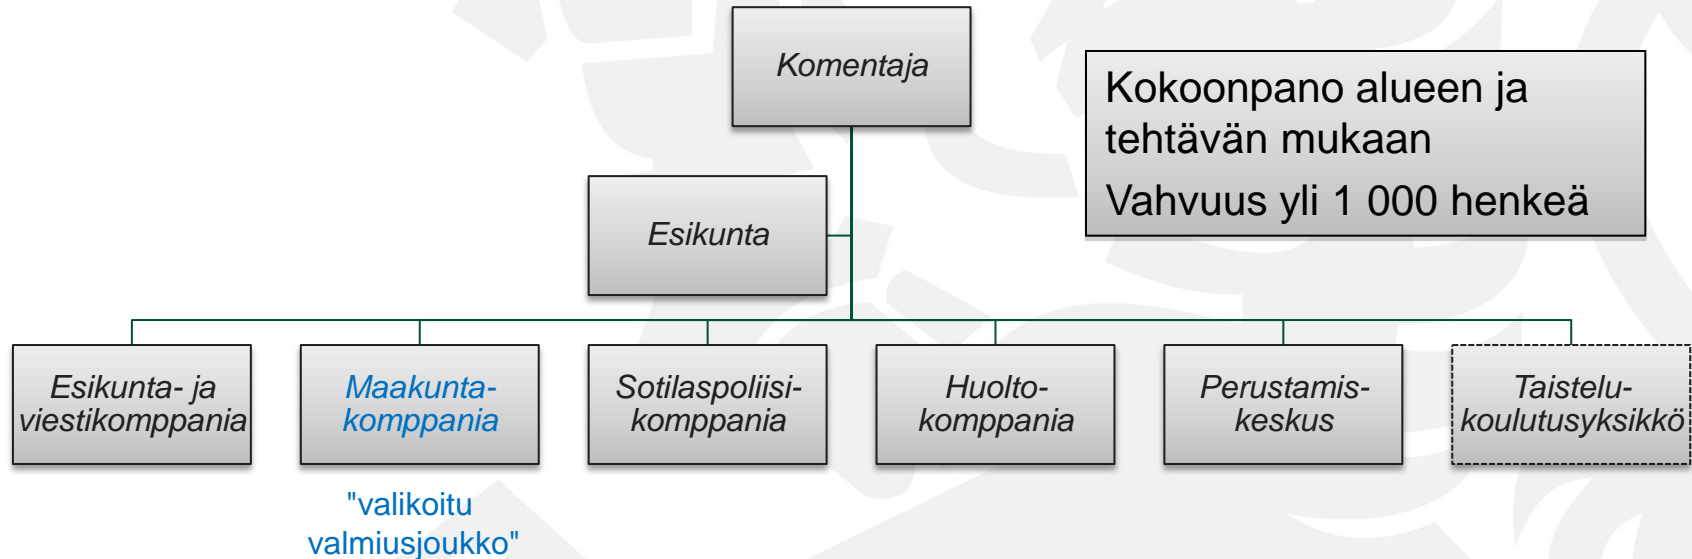 Komentaja
Kokoonpano alueen ja
tehtävän mukaan
Vahvuus yli 1 000 henkeä
Esikunta
Esikunta- ja
viestikomppania
Maakunta-
komppania
Sotilaspoliisi-
komppania
Huolto-
komppania
Perustamis-
keskus
Taistelu-
koulutusyksikkö
"valikoitu
valmiusjoukko"